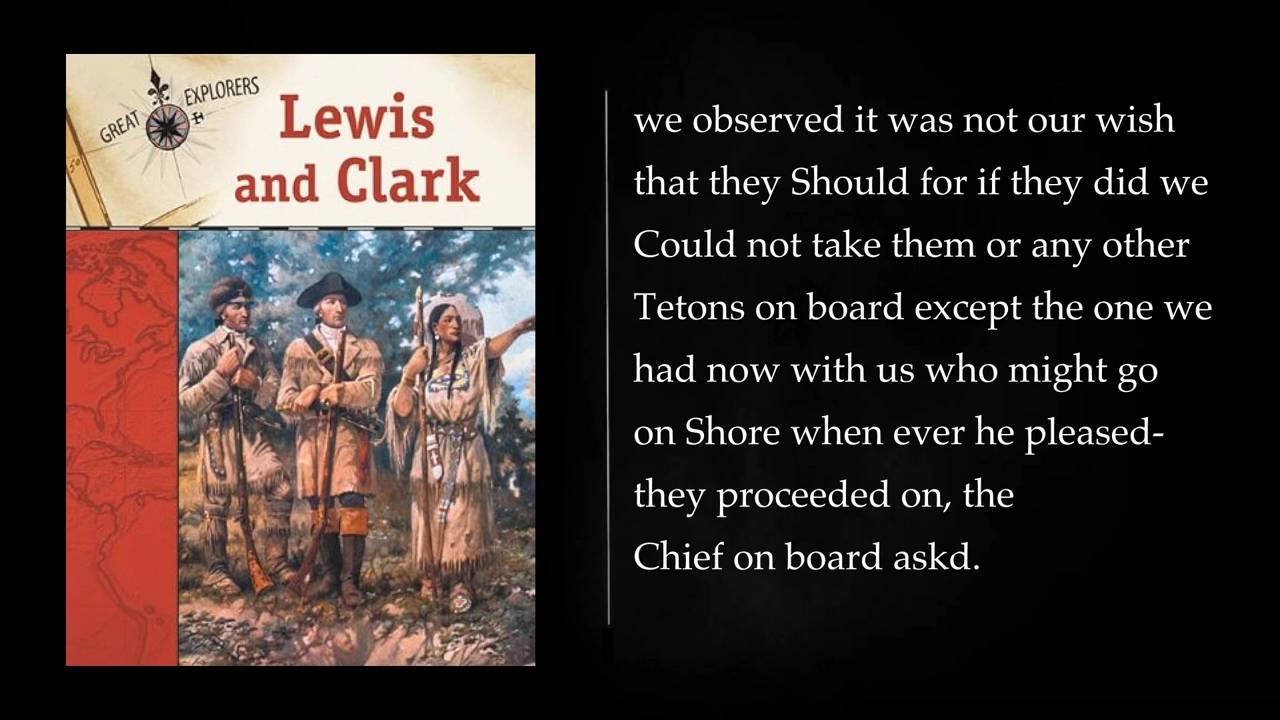 GREAT EXPLORERS
Lewis
and Clark
50
we observed it was not our wish
that they Should for if they did we
Could not take them or any other
Tetons on board except the one we
had now with us who might go
on Shore when ever he pleased-
they proceeded on, the
Chief on board askd.